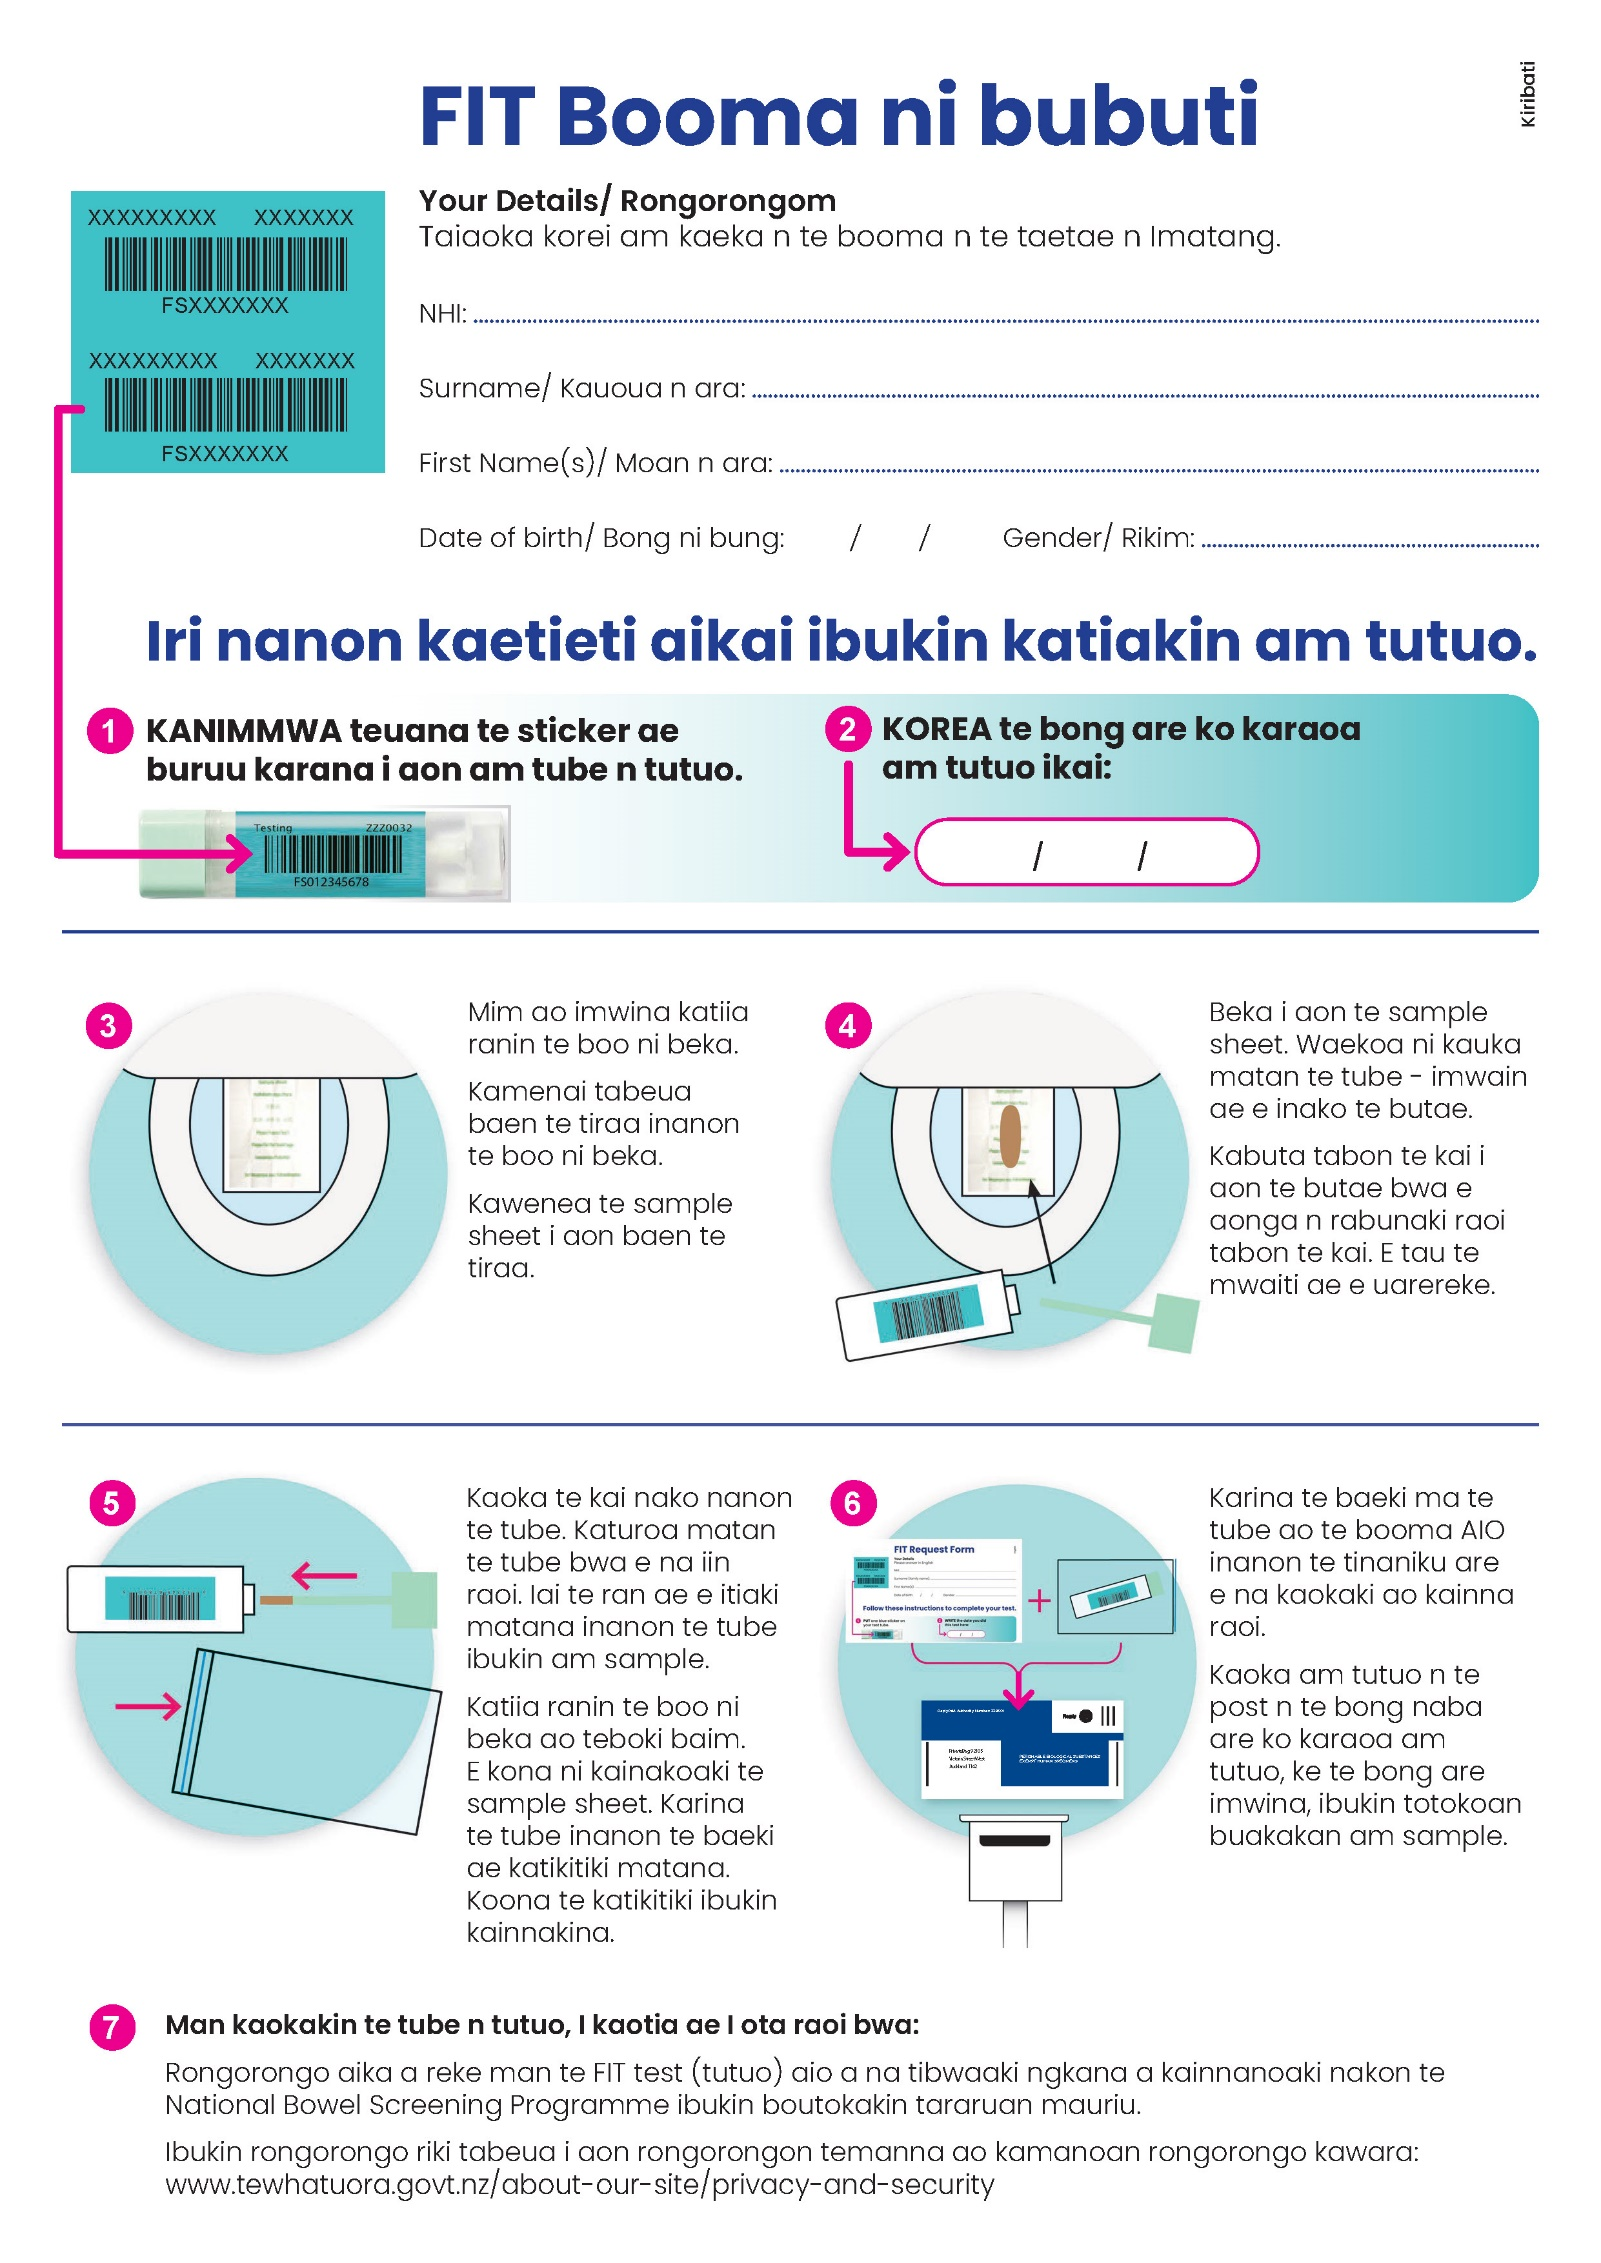 Kiribati
FIT Booma ni bubuti
XXXXXXXXX XXXXXXX
FSXXXXXXX
XXXXXXXXX XXXXXXX
FSXXXXXXX
Your Details/ Rongorongom
Taiaoka korei am kaeka n te booma n te taetae n Imatang.
NHI:
Surname/ Kauoua n ara:
First Name(s)/ Moan n ara:
Date of birth/ Bong ni bung: / / Gender/ Rikim:
Iri nanon kaetieti aikai ibukin katiakin am tutuo.
1 KANIMMWA teuana te sticker ae
buruu karana i aon am tube n tutuo.
Testing ZZZ0032
FS012345678
2 KOREA te bong are ko karaoa
am tutuo ikai:
/ /
3
Mim ao imwina katiia
ranin te boo ni beka.
Kamenai tabeua
baen te tiraa inanon
te boo ni beka.
Kawenea te sample
sheet i aon baen te
tiraa.
4
Beka i aon te sample
sheet. Waekoa ni kauka
matan te tube - imwain
ae e inako te butae.
Kabuta tabon te kai i
aon te butae bwa e
aonga n rabunaki raoi
tabon te kai. E tau te
mwaiti ae e uarereke.
5
Kaoka te kai nako nanon
te tube. Katuroa matan
te tube bwa e na iin
raoi. Iai te ran ae e itiaki
matana inanon te tube
ibukin am sample.
Katiia ranin te boo ni
beka ao teboki baim.
E kona ni kainakoaki te
sample sheet. Karina
te tube inanon te baeki
ae katikitiki matana.
Koona te katikitiki ibukin
kainnakina.
6
FIT Request Form
Your Details
Follow these instructions to complete your test.
+
Karina te baeki ma te
tube ao te booma AIO
inanon te tinaniku are
e na kaokaki ao kainna
raoi.
Kaoka am tutuo n te
post n te bong naba
are ko karaoa am
tutuo, ke te bong are
imwina, ibukin totokoan
buakakan am sample.
7 Man kaokakin te tube n tutuo, I kaotia ae I ota raoi bwa:
Rongorongo aika a reke man te FIT test (tutuo) aio a na tibwaaki ngkana a kainnanoaki nakon te
National Bowel Screening Programme ibukin boutokakin tararuan mauriu.
Ibukin rongorongo riki tabeua i aon rongorongon temanna ao kamanoan rongorongo kawara:
www.tewhatuora.govt.nz/about-our-site/privacy-and-security